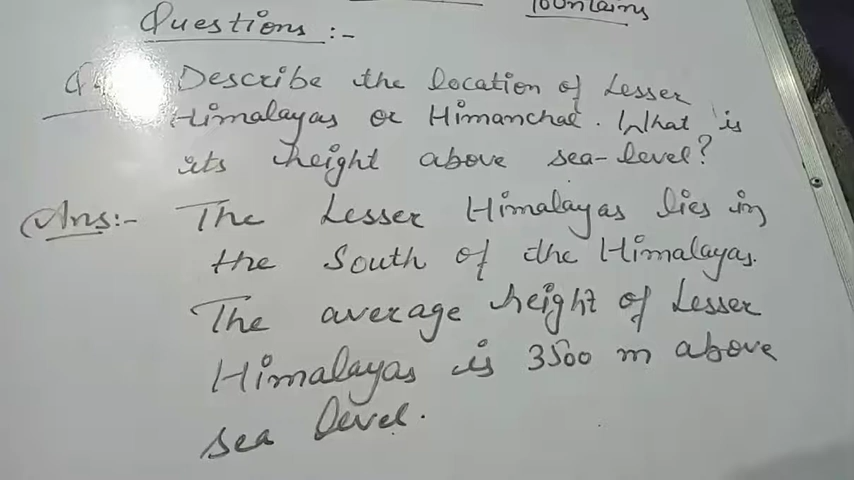 Mountains
Questions :-
Describe the location of Lesser
Himalayas or Himanchal. What is
its height above sea-level?
Ans:- The Lesser Himalayas lies in
the South of the Himalayas.
The average height of Lesser
Himalayas is 3500 m above
sea level.